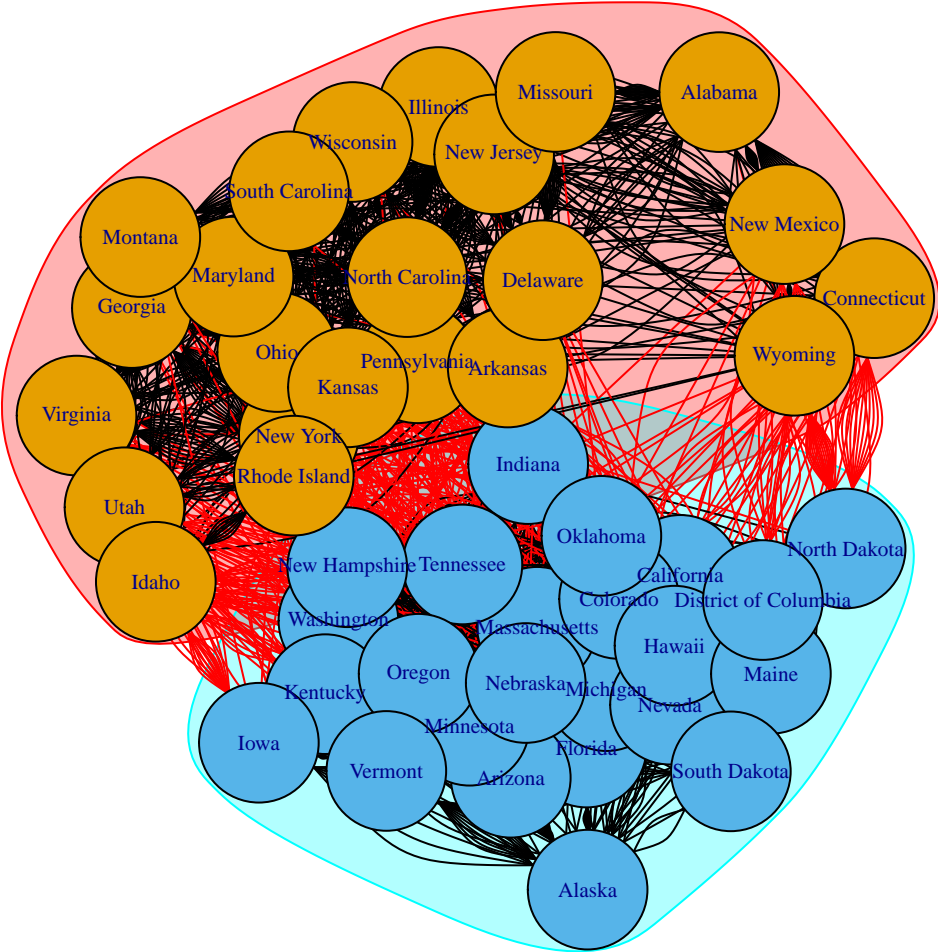 Missouri
Alabama
Illinois
Wisconsin
New Jersey
South Carolina
New Mexico
Montana
Maryland
North Carolina
Delaware
Connecticut
Georgia
Ohio
Pennsylvania
Wyoming
Arkansas
Kansas
Virginia
New York
Indiana
Rhode Island
Utah
Oklahoma
North Dakota
New Hampshire
Tennessee
California
Idaho
Colorado
District of Columbia
Washington
Massachusetts
Hawaii
Oregon
Maine
Nebraska
Michigan
Kentucky
Nevada
Minnesota
Iowa
Florida
Vermont
Arizona
South Dakota
Alaska